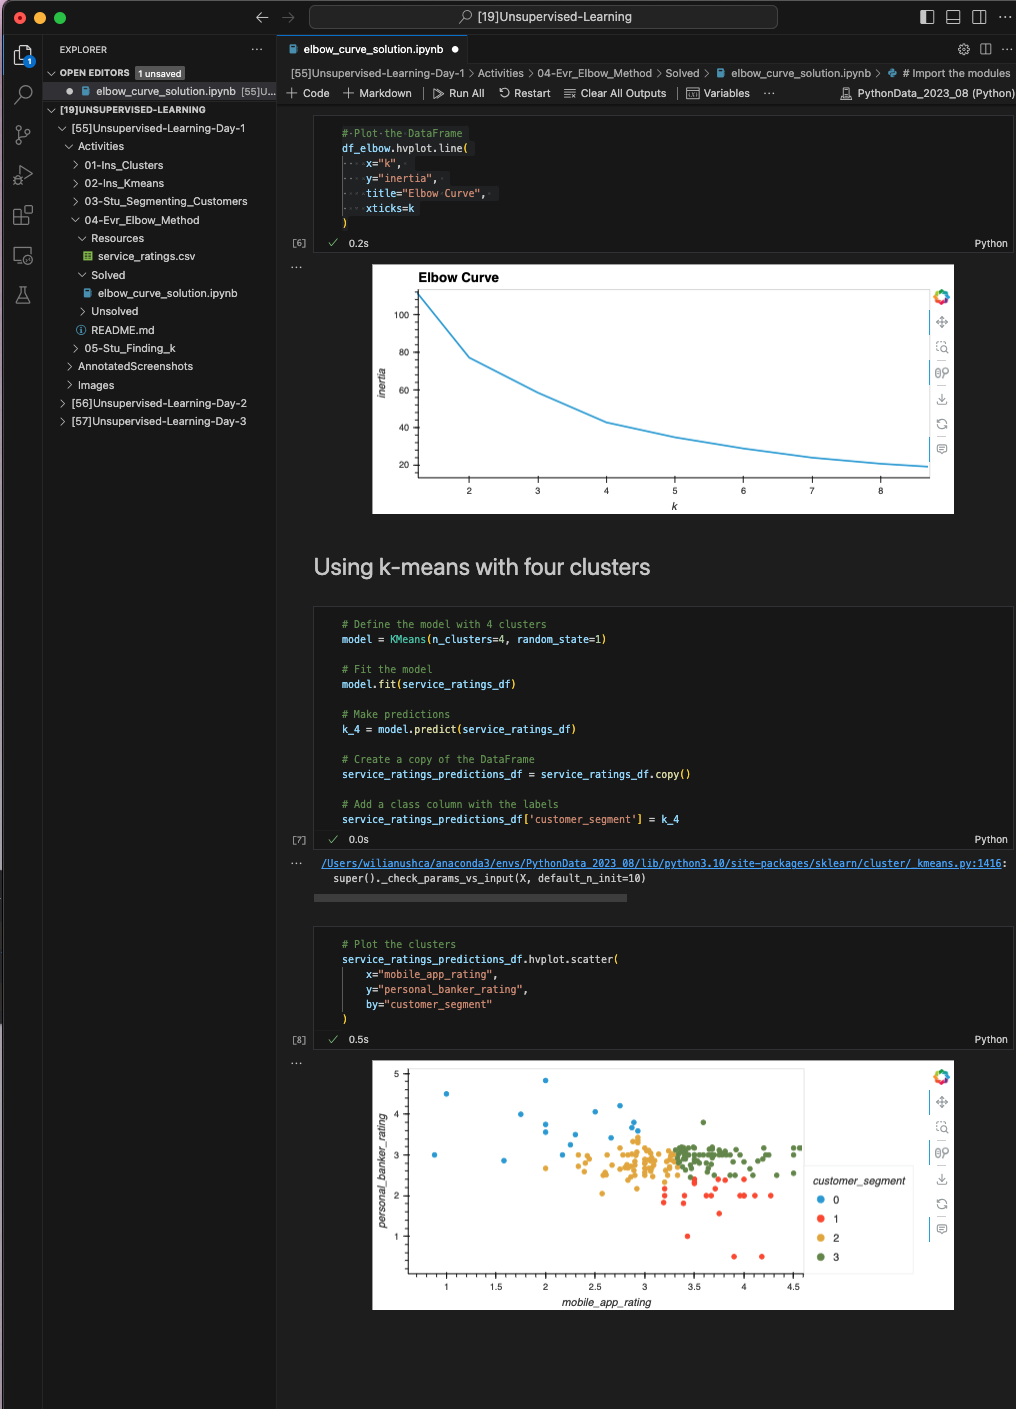 [19]Unsupervised-Learning
EXPLORER
OPEN EDITORS 1 unsaved
elbow_curve_solution.ipynb [55]U...
[19]UNSUPERVISED-LEARNING
[55]Unsupervised-Learning-Day-1
Activities
01-Ins_Clusters
02-Ins_Kmeans
03-Stu_Segmenting_Customers
04-Evr_Elbow_Method
Resources
service_ratings.csv
Solved
elbow_curve_solution.ipynb
Unsolved
README.md
05-Stu_Finding_k
AnnotatedScreenshots
Images
[56]Unsupervised-Learning-Day-2
[57]Unsupervised-Learning-Day-3
1
elbow_curve_solution.ipynb
[55]Unsupervised-Learning-Day-1 > Activities > 04-Evr_Elbow_Method > Solved > elbow_curve_solution.ipynb > # Import the modules
+ Code + Markdown Run All Restart Clear All Outputs Variables ... PythonData_2023_08 (Python)
# Plot the DataFrame
df_elbow.hvplot.line(
x="k",
y="inertia",
title="Elbow Curve",
xticks=k
)
[6] 0.2s Python
Elbow Curve
inertia
100
80
60
40
20
2 3 4 5 6 7 8
k
Using k-means with four clusters
# Define the model with 4 clusters
model = KMeans(n_clusters=4, random_state=1)
# Fit the model
model.fit(service_ratings_df)
# Make predictions
k_4 = model.predict(service_ratings_df)
# Create a copy of the DataFrame
service_ratings_predictions_df = service_ratings_df.copy()
# Add a class column with the labels
service_ratings_predictions_df['customer_segment'] = k_4
[7] 0.0s Python
/Users/wilianushca/anaconda3/envs/PythonData_2023_08/lib/python3.10/site-packages/sklearn/cluster/_kmeans.py:1416:
super()._check_params_vs_input(X, default_n_init=10)
# Plot the clusters
service_ratings_predictions_df.hvplot.scatter(
x="mobile_app_rating",
y="personal_banker_rating",
by="customer_segment"
)
[8] 0.5s Python
personal_banker_rating
5
4
3
2
1
1 1.5 2 2.5 3 3.5 4 4.5
mobile_app_rating
customer_segment
0
1
2
3